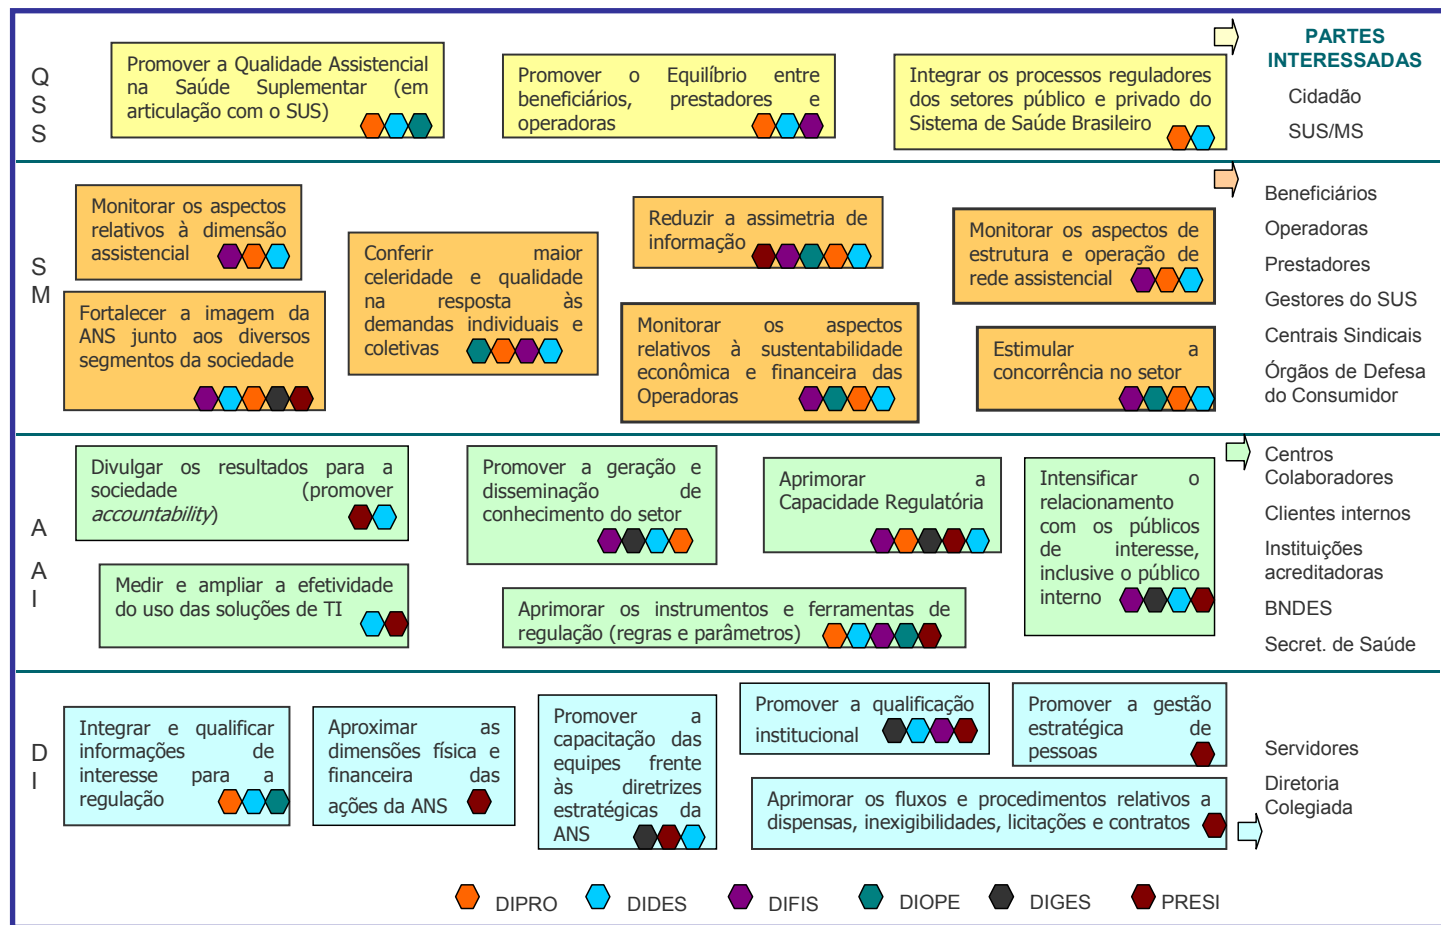 Q
S
S
Promover a Qualidade Assistencial
na Saúde Suplementar (em
articulação com o SUS)
Promover o Equilíbrio entre
beneficiários, prestadores e
operadoras
Integrar os processos reguladores
dos setores público e privado do
Sistema de Saúde Brasileiro
PARTES
INTERESSADAS
Cidadão
SUS/MS
S
M
Monitorar os aspectos
relativos à dimensão
assistencial
Fortalecer a imagem da
ANS junto aos diversos
segmentos da sociedade
Conferir maior
celeridade e qualidade
na resposta às
demandas individuais e
coletivas
Reduzir a assimetria de
informação
Monitorar os aspectos
relativos à sustentabilidade
econômica e financeira das
Operadoras
Monitorar os aspectos de
estrutura e operação de
rede assistencial
Estimular a
concorrência no setor
Beneficiários
Operadoras
Prestadores
Gestores do SUS
Centrais Sindicais
Órgãos de Defesa
do Consumidor
A
A
I
Divulgar os resultados para a
sociedade (promover
accountability)
Medir e ampliar a efetividade
do uso das soluções de TI
Promover a geração e
disseminação de
conhecimento do setor
Aprimorar a
Capacidade Regulatória
Aprimorar os instrumentos e ferramentas de
regulação (regras e parâmetros)
Intensificar o
relacionamento
com os públicos
de interesse,
inclusive o público
interno
Centros
Colaboradores
Clientes internos
Instituições
acreditadoras
BNDES
Secret. de Saúde
D
I
Integrar e qualificar
informações de
interesse para a
regulação
Aproximar as
dimensões física e
financeira das
ações da ANS
Promover a
capacitação das
equipes frente
às diretrizes
estratégicas da
ANS
Promover a qualificação
institucional
Promover a gestão
estratégica de
pessoas
Aprimorar os fluxos e procedimentos relativos a
dispensas, inexigibilidades, licitações e contratos
Servidores
Diretoria
Colegiada
DIPRO
DIDES
DIFIS
DIOPE
DIGES
PRESI